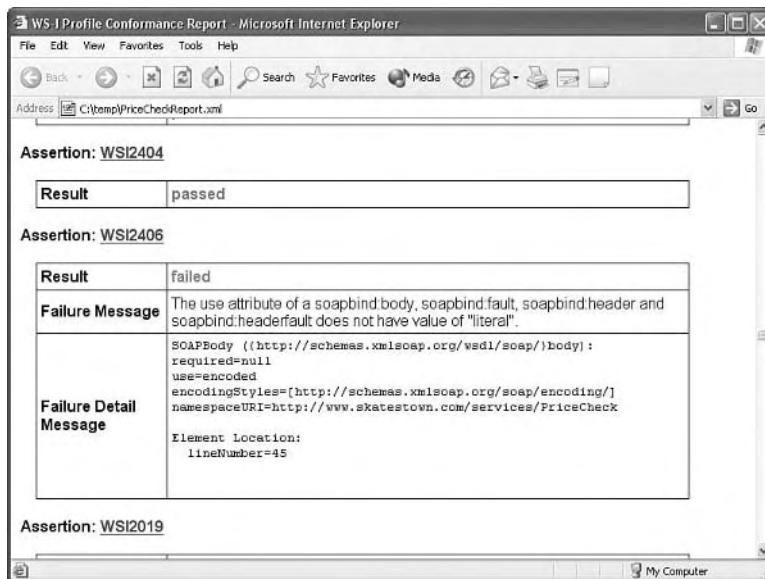 WS-I Profile Conformance Report - Microsoft Internet Explorer
File Edit View Favorites Tools Help
Back Search Favorites Media
Address C:\temp\PriceCheckReport.xml Go
Assertion: WSI2404
Result passed
Assertion: WSI2406
Result failed
Failure Message The use attribute of a soapbind:body, soapbind:fault, soapbind:header and
soapbind:headerfault does not have value of "literal".
SOAPBody ({http://schemas.xmlsoap.org/wsdl/soap/}body):
required=null
use=encoded
encodingStyles=[http://schemas.xmlsoap.org/soap/encoding/]
namespaceURI=http://www.skatestown.com/services/PriceCheck
Failure Detail
Message
Element Location:
lineNumber=45
Assertion: WSI2019
My Computer